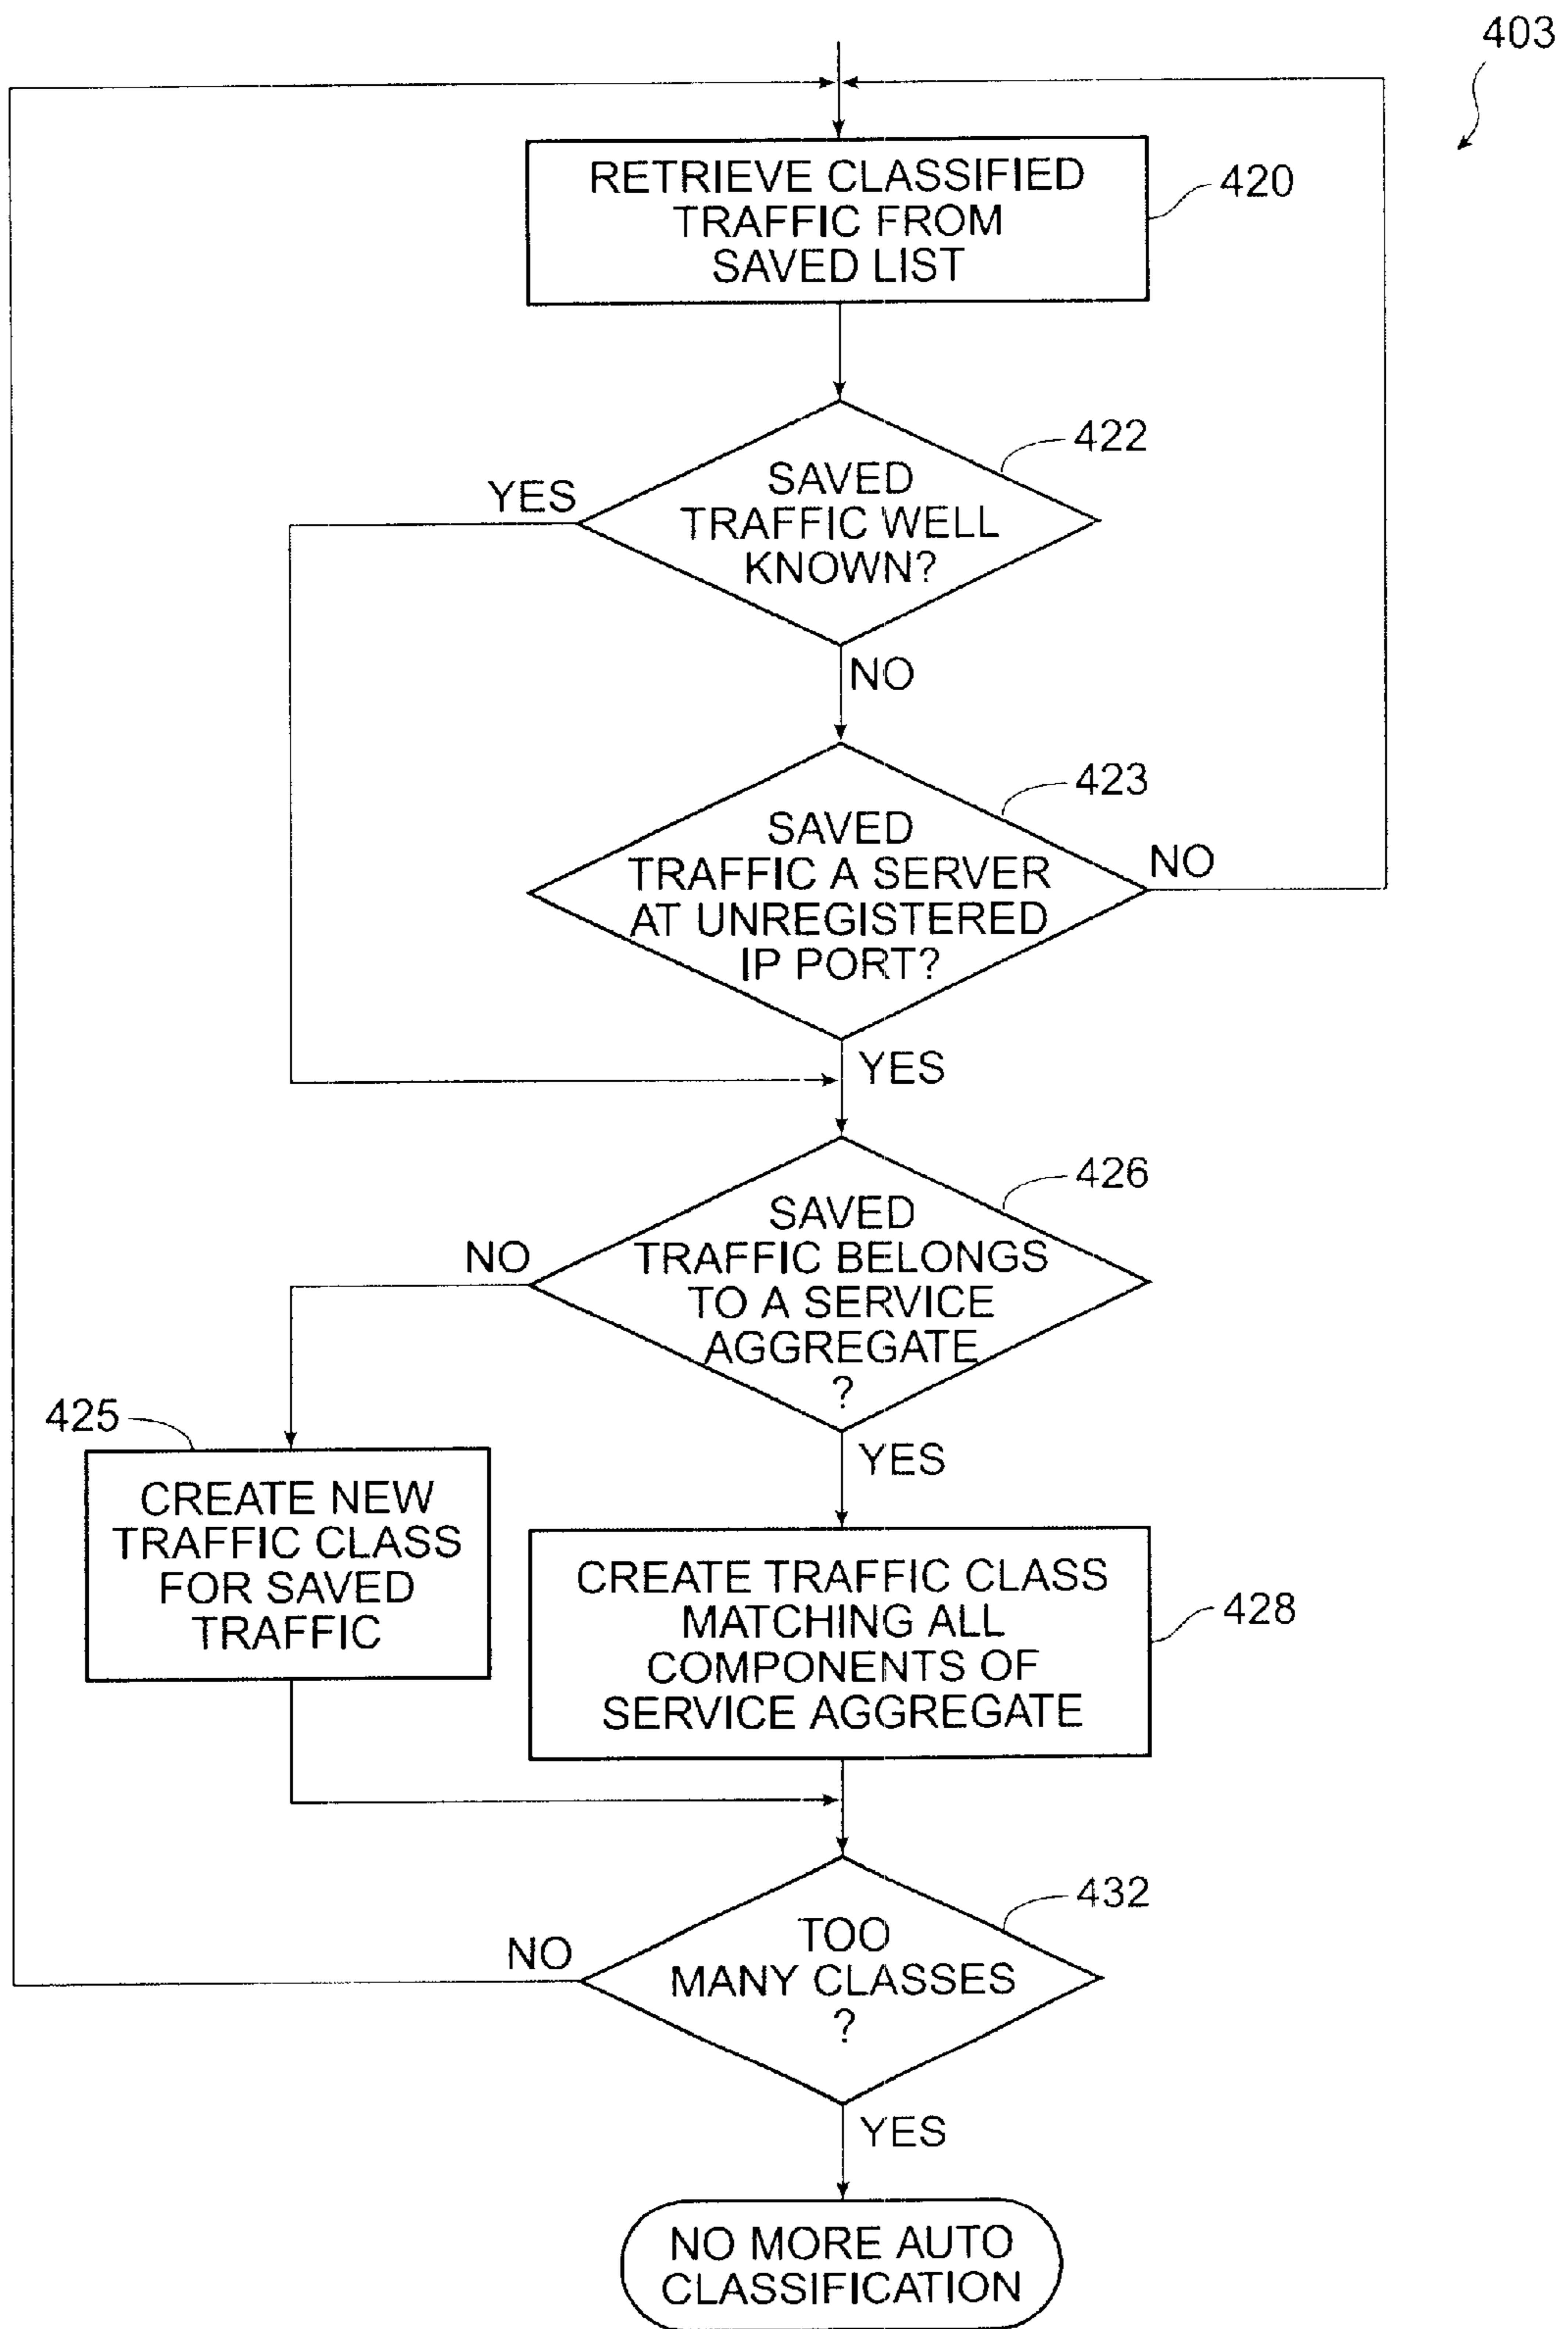 403
RETRIEVE CLASSIFIED
TRAFFIC FROM
SAVED LIST
420
422
YES
SAVED
TRAFFIC WELL
KNOWN?
NO
423
SAVED
TRAFFIC A SERVER
AT UNREGISTERED
IP PORT?
NO
YES
426
NO
SAVED
TRAFFIC BELONGS
TO A SERVICE
AGGREGATE
?
425
YES
CREATE NEW
TRAFFIC CLASS
FOR SAVED
TRAFFIC
CREATE TRAFFIC CLASS
MATCHING ALL
COMPONENTS OF
SERVICE AGGREGATE
428
432
NO
TOO
MANY CLASSES
?
YES
NO MORE AUTO
CLASSIFICATION